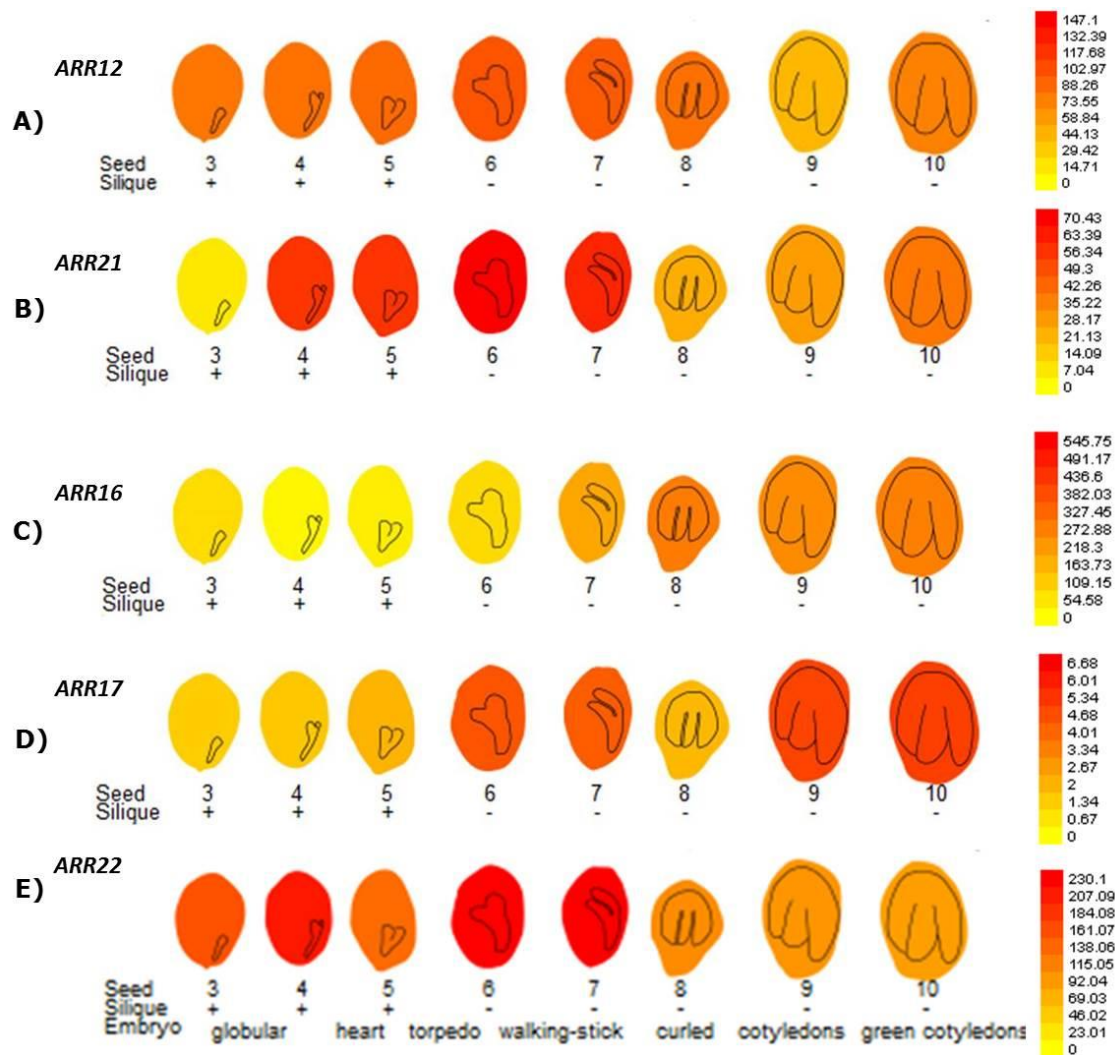 ARR12
A)
Seed 3 4 5 6 7 8 9 10
Silique + + + - - - - -
147.1
132.39
117.68
102.97
88.26
73.55
58.84
44.13
29.42
14.71
0
ARR21
B)
Seed 3 4 5 6 7 8 9 10
Silique + + + - - - - -
70.43
63.39
56.34
49.3
42.26
35.22
28.17
21.13
14.09
7.04
0
ARR16
C)
Seed 3 4 5 6 7 8 9 10
Silique + + + - - - - -
545.75
491.17
436.6
382.03
327.45
272.88
218.3
163.73
109.15
54.58
0
ARR17
D)
Seed 3 4 5 6 7 8 9 10
Silique + + + - - - - -
6.68
6.01
5.34
4.68
4.01
3.34
2.67
2
1.34
0.67
0
ARR22
E)
Seed 3 4 5 6 7 8 9 10
Silique + + + - - - - -
Embryo globular heart torpedo walking-stick curled cotyledons green cotyledons
230.1
207.09
184.08
161.07
138.06
115.05
92.04
69.03
46.02
23.01
0